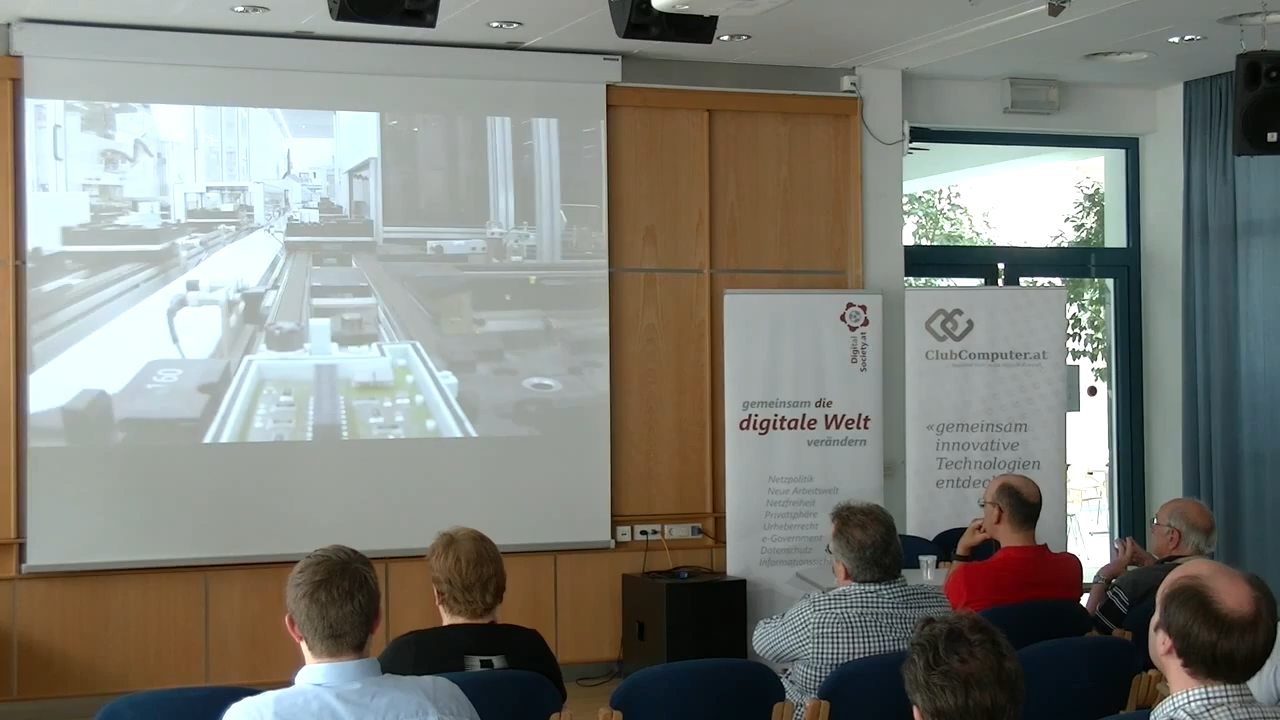 160
Digital
Society.at
gemeinsam die
digitale Welt
verändern
Netzpolitik
Neue Arbeitswelt
Netzfreiheit
Privatsphäre
Urheberrecht
e-Government
Datenschutz
ClubComputer.at
«gemeinsam
innovative
Technologien